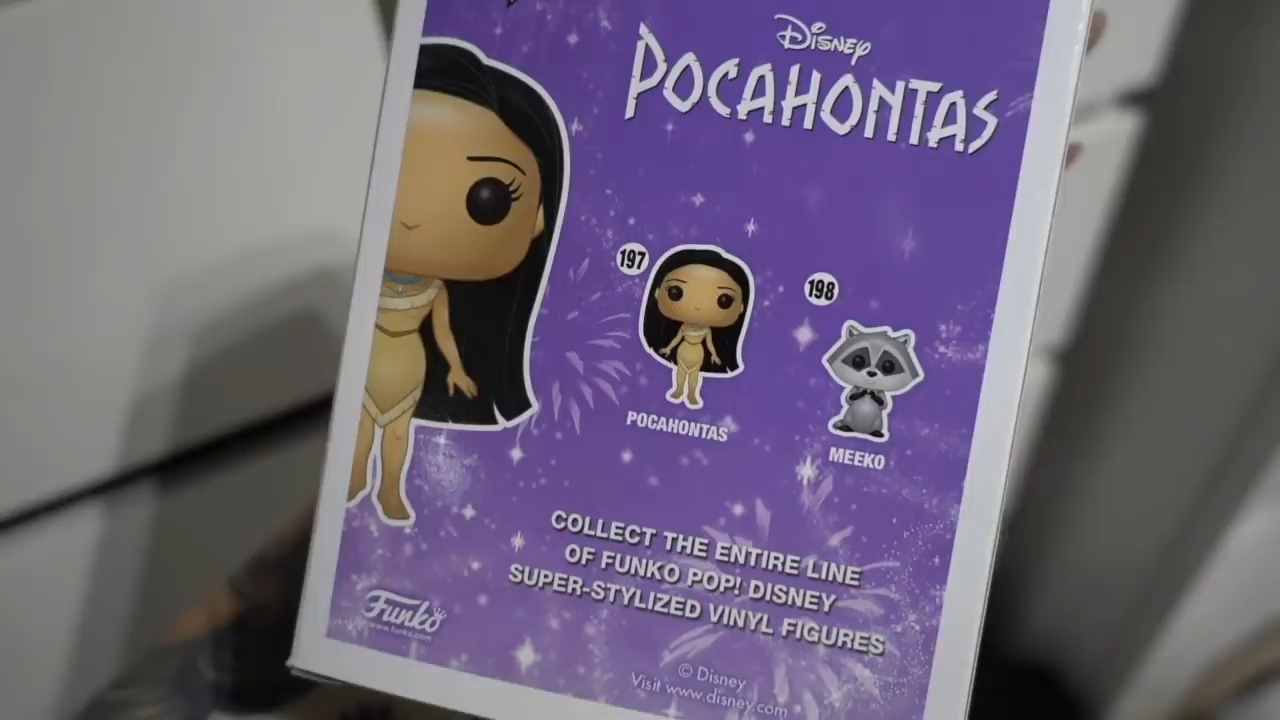 Disney
POCAHONTAS
197
198
POCAHONTAS
MEEKO
COLLECT THE ENTIRE LINE
OF FUNKO POP! DISNEY
SUPER-STYLIZED VINYL FIGURES
Funko
www.funko.com
© Disney
Visit www.disney.com